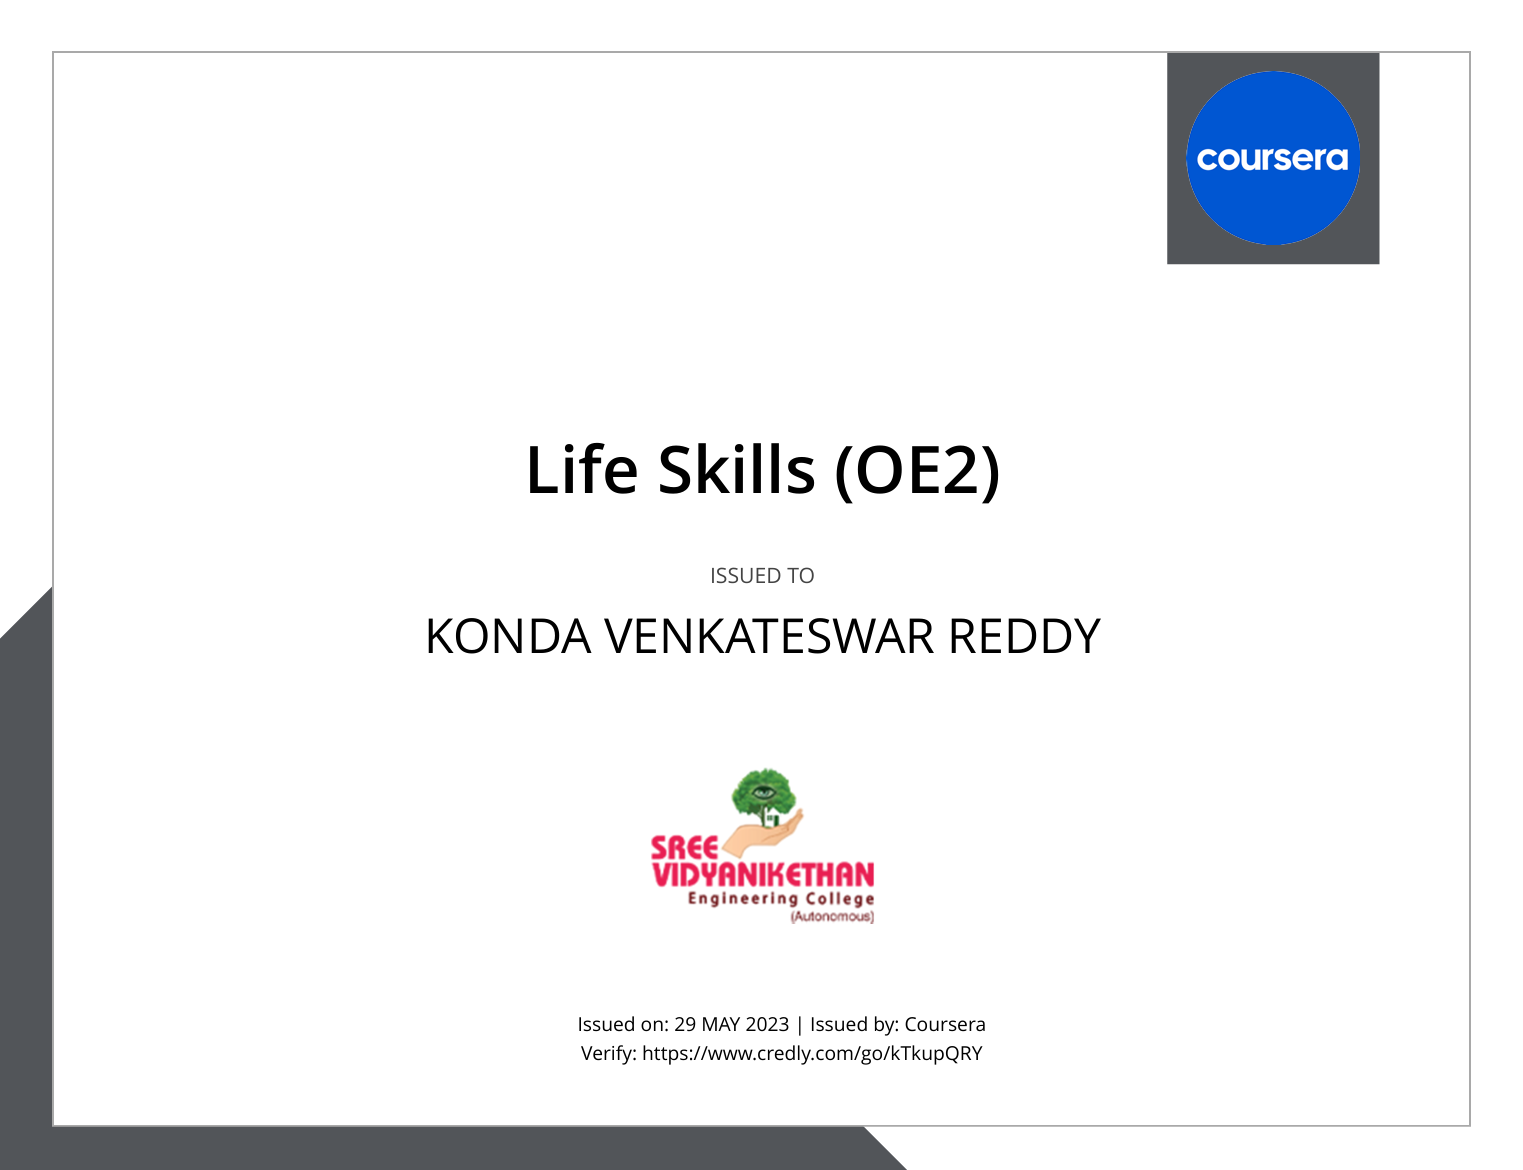 coursera
Life Skills (OE2)
ISSUED TO
KONDA VENKATESWAR REDDY
SREE
VIDYANIKETHAN
Engineering College
(Autonomous)
Issued on: 29 MAY 2023 | Issued by: Coursera
Verify: https://www.credly.com/go/kTkupQRY